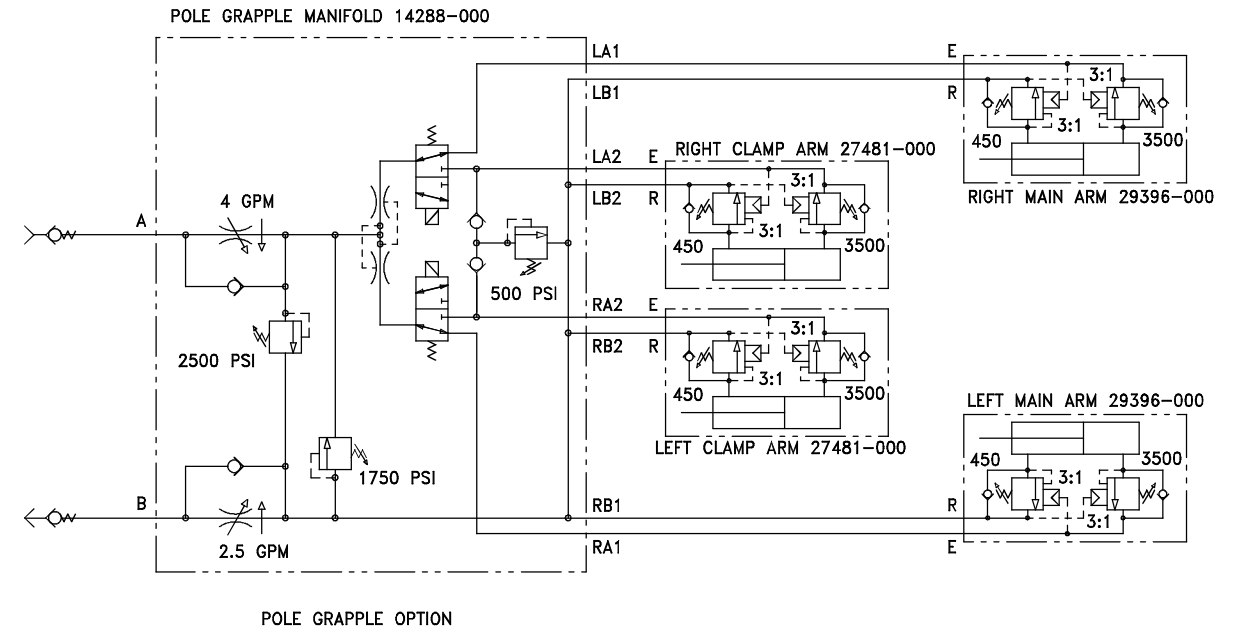 POLE GRAPPLE MANIFOLD 14288-000
LA1
E
3:1
LB1
R
3:1
450
3500
RIGHT MAIN ARM 29396-000
RIGHT CLAMP ARM 27481-000
LA2
E
3:1
LB2
R
3:1
450
3500
A
4 GPM
500 PSI
RA2
E
3:1
RB2
R
3:1
450
3500
LEFT CLAMP ARM 27481-000
2500 PSI
1750 PSI
LEFT MAIN ARM 29396-000
450
3500
3:1
B
RB1
R
3:1
2.5 GPM
RA1
E
POLE GRAPPLE OPTION